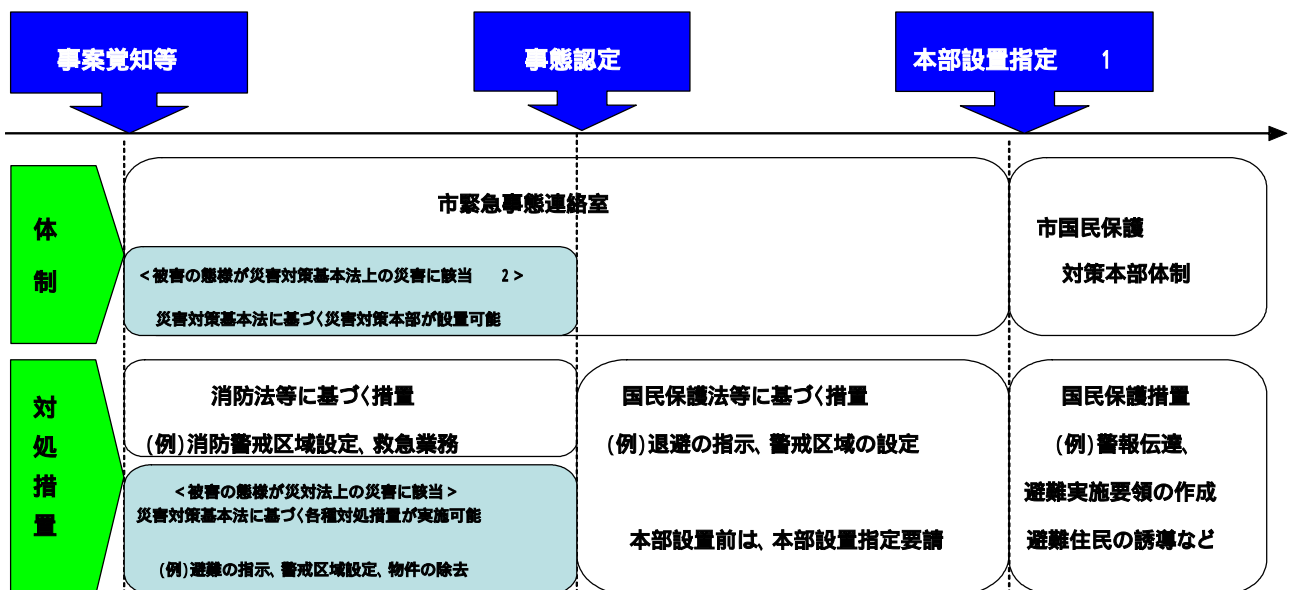 事案覚知等
事態認定
本部設置指定 1
体
制
市緊急事態連絡室
<被害の態様が災害対策基本法上の災害に該当 2>
災害対策基本法に基づく災害対策本部が設置可能
市国民保護
対策本部体制
対
処
措
置
消防法等に基づく措置
(例)消防警戒区域設定、救急業務
<被害の態様が災対法上の災害に該当>
災害対策基本法に基づく各種対処措置が実施可能
(例)避難の指示、警戒区域設定、物件の除去
国民保護法等に基づく措置
(例)退避の指示、警戒区域の設定
本部設置前は、本部設置指定要請
国民保護措置
(例)警報伝達、
避難実施要領の作成
避難住民の誘導など